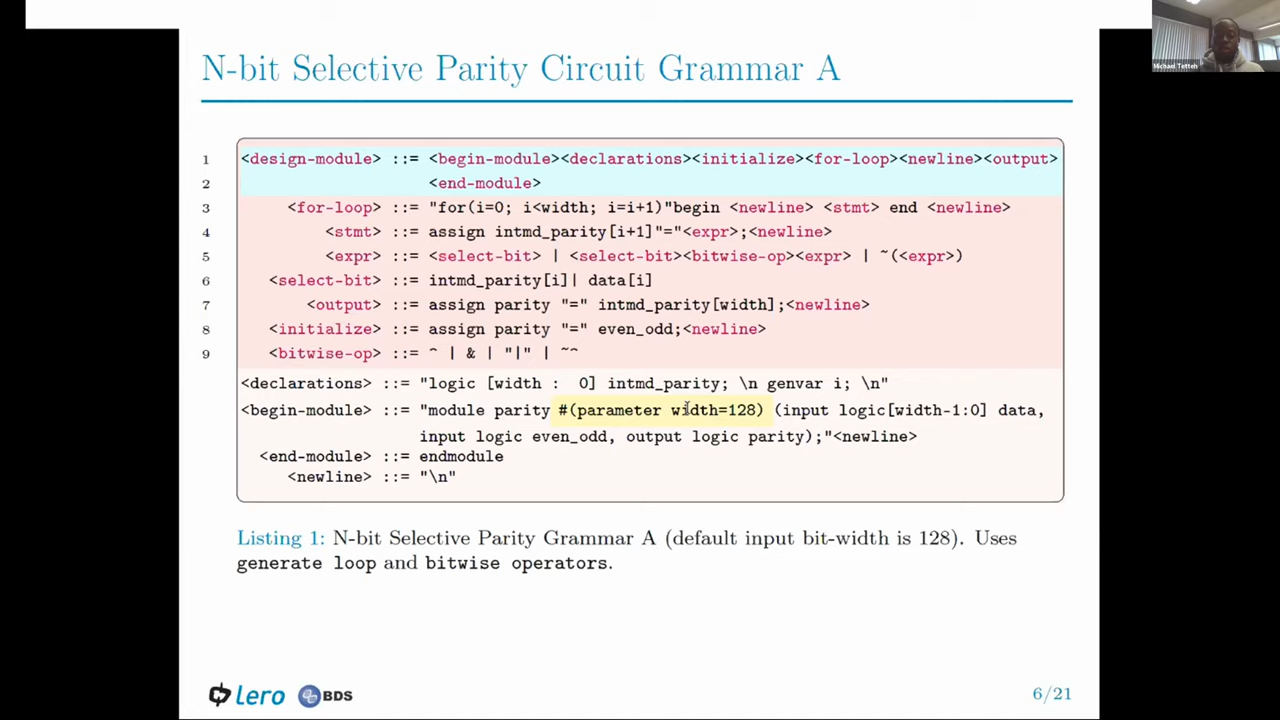 Michael Tetteh
N-bit Selective Parity Circuit Grammar A
1 <design-module> ::= <begin-module><declarations><initialize><for-loop><newline><output>
2 <end-module>
3 <for-loop> ::= "for(i=0; i<width; i=i+1)"begin <newline> <stmt> end <newline>
4 <stmt> ::= assign intmd_parity[i+1]"="<expr>;<newline>
5 <expr> ::= <select-bit> | <select-bit><bitwise-op><expr> | ~(<expr>)
6 <select-bit> ::= intmd_parity[i]| data[i]
7 <output> ::= assign parity "=" intmd_parity[width];<newline>
8 <initialize> ::= assign parity "=" even_odd;<newline>
9 <bitwise-op> ::= ^ | & | "|" | ~^
<declarations> ::= "logic [width : 0] intmd_parity; \n genvar i; \n"
<begin-module> ::= "module parity #(parameter width=128) (input logic[width-1:0] data,
input logic even_odd, output logic parity);"<newline>
<end-module> ::= endmodule
<newline> ::= "\n"
Listing 1: N-bit Selective Parity Grammar A (default input bit-width is 128). Uses
generate loop and bitwise operators.
Lero BDS 6/21